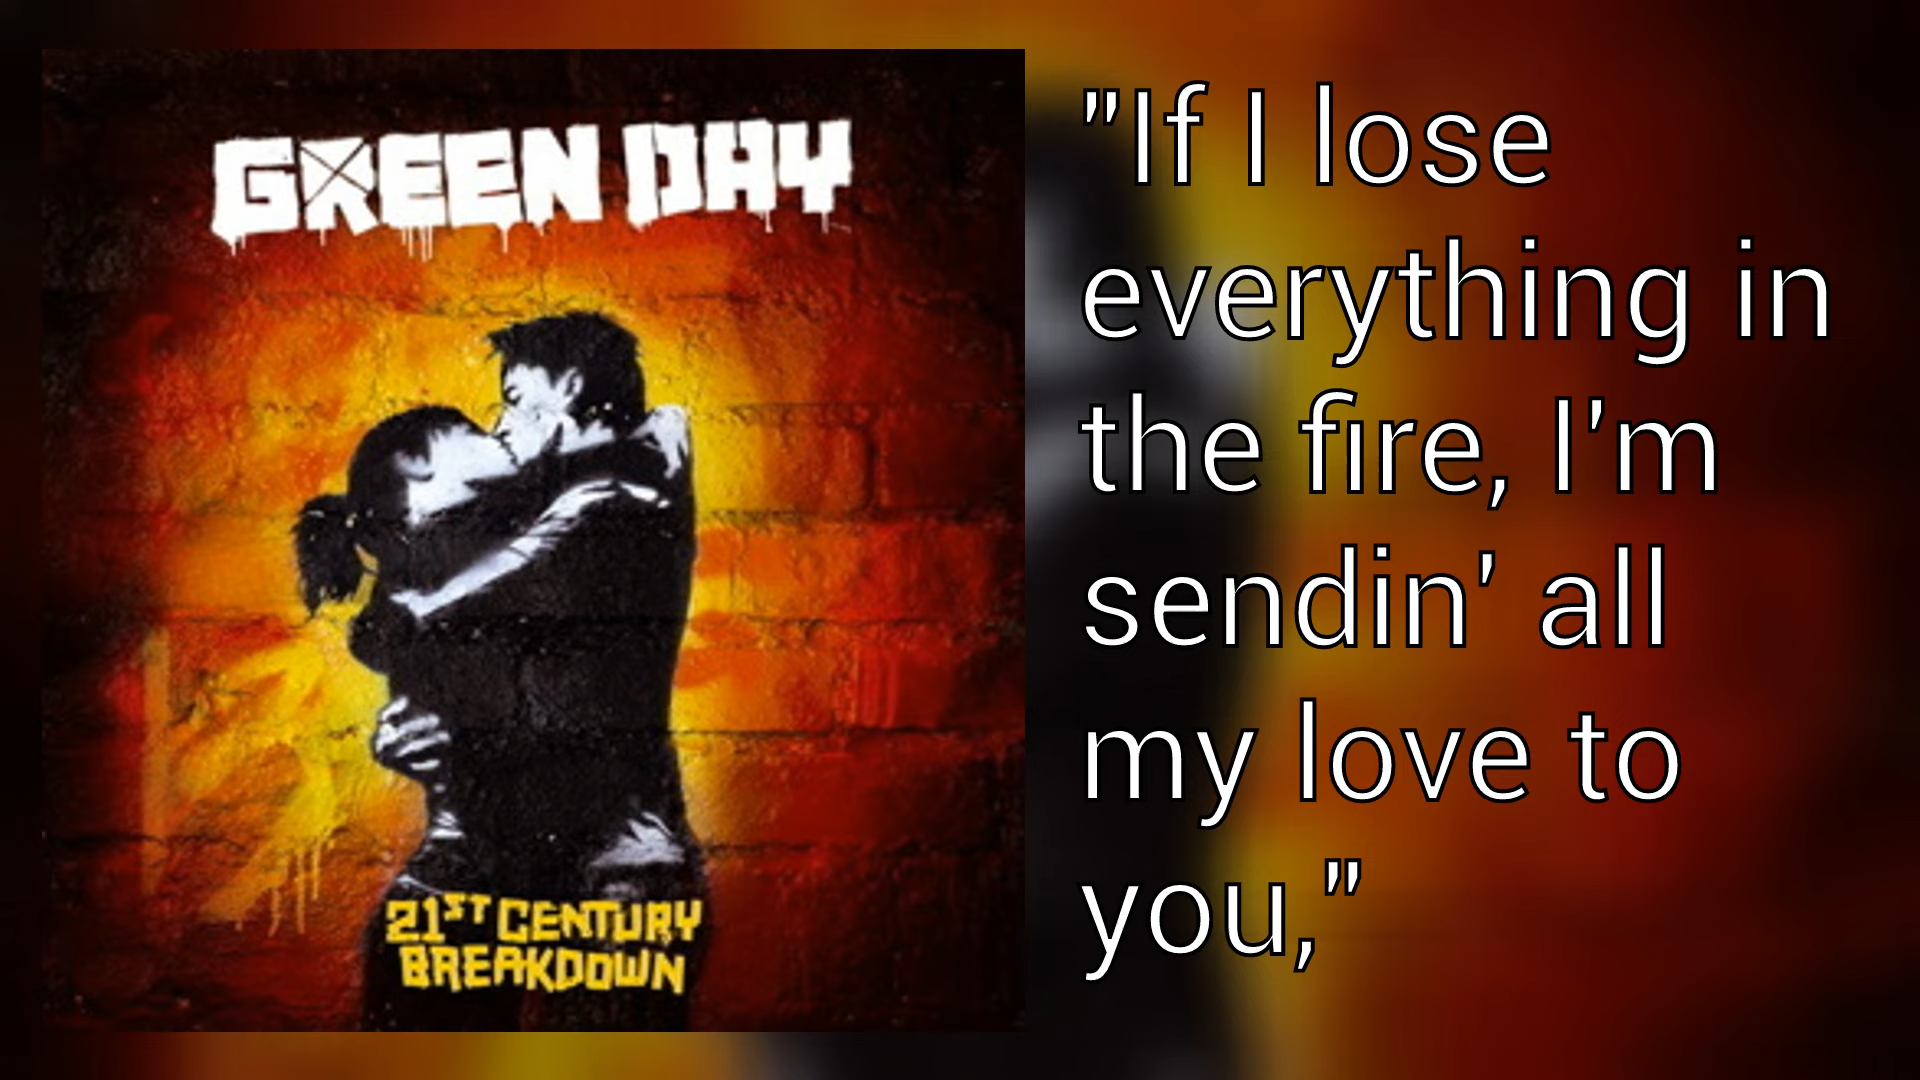 GREEN DAY
21ST CENTURY
BREAKDOWN
"If I lose
everything in
the fire, I'm
sendin' all
my love to
you,"